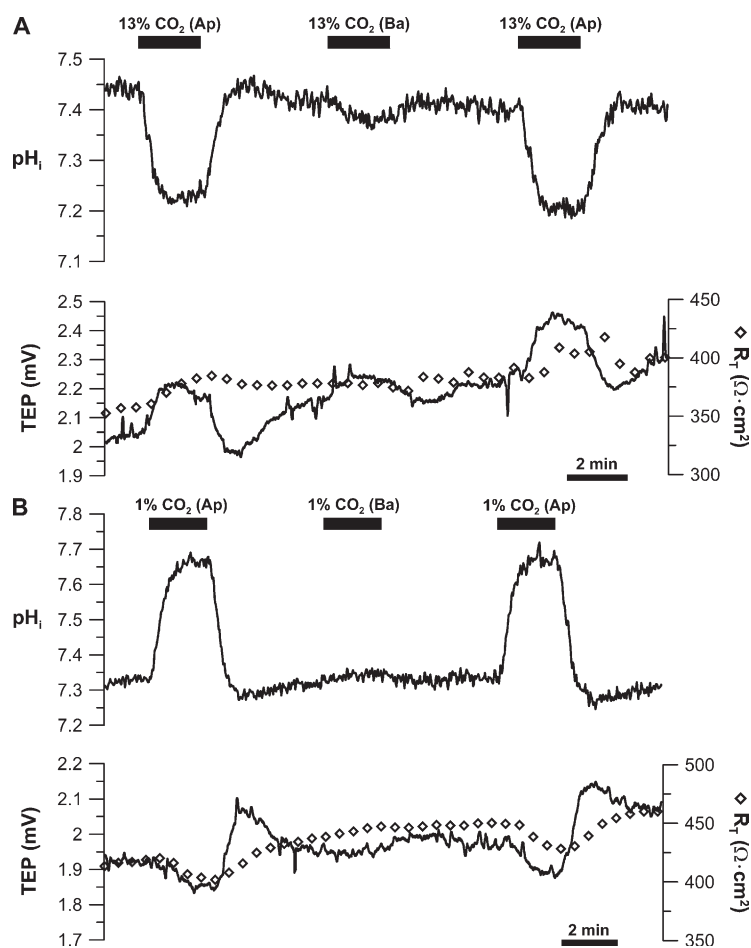 A
13% CO2 (Ap) 13% CO2 (Ba) 13% CO2 (Ap)
7.5
7.4
7.3
7.2
7.1
pHi
2.5
2.4
2.3
2.2
2.1
2
1.9
TEP (mV)
450
400
350
300
◇ RT (Ω·cm2)
2 min
B
1% CO2 (Ap) 1% CO2 (Ba) 1% CO2 (Ap)
7.8
7.7
7.6
7.5
7.4
7.3
7.2
pHi
2.2
2.1
2
1.9
1.8
1.7
TEP (mV)
500
450
400
350
◇ RT (Ω·cm2)
2 min